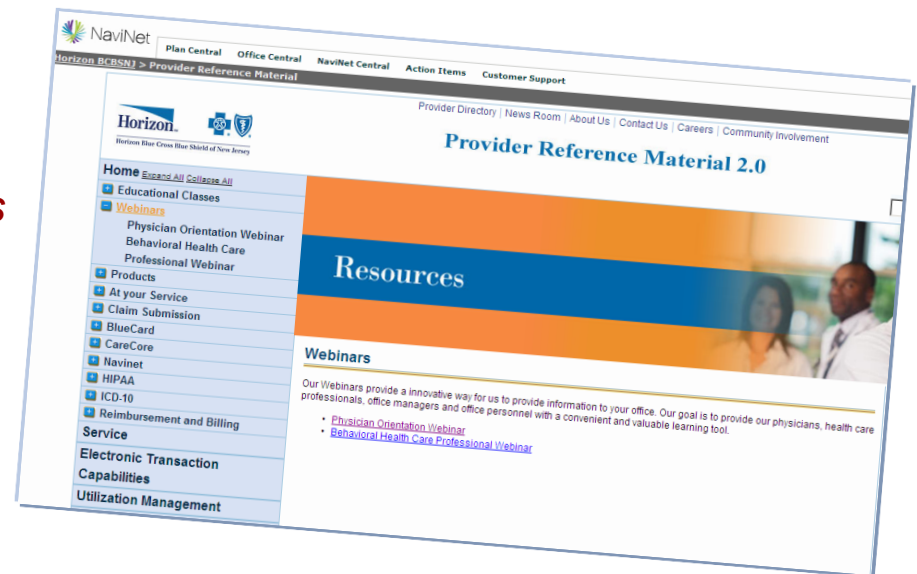 NaviNet
Plan Central Office Central NaviNet Central Action Items Customer Support
Horizon BCBSNJ > Provider Reference Material
Provider Directory | News Room | About Us | Contact Us | Careers | Community Involvement
Horizon
Horizon Blue Cross Blue Shield of New Jersey
Provider Reference Material 2.0
Home Expand All Collapse All
Educational Classes
Webinars
Physician Orientation Webinar
Behavioral Health Care
Professional Webinar
Products
At your Service
Claim Submission
BlueCard
CareCore
Navinet
HIPAA
ICD-10
Reimbursement and Billing
Service
Electronic Transaction
Capabilities
Utilization Management
Resources
Webinars
Our Webinars provide a innovative way for us to provide information to your office. Our goal is to provide our physicians, health care
professionals, office managers and office personnel with a convenient and valuable learning tool.
• Physician Orientation Webinar
• Behavioral Health Care Professional Webinar
s